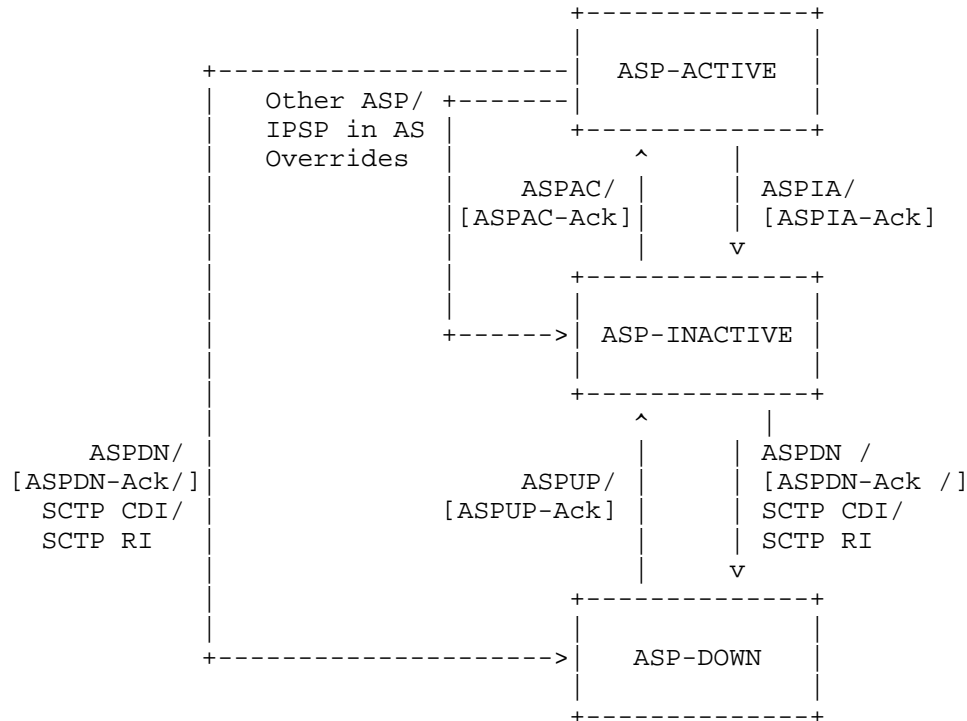 ASP-ACTIVE
Other ASP/
IPSP in AS
Overrides
ASPAC/ ASPIA/
[ASPAC-Ack] [ASPIA-Ack]
ASP-INACTIVE
ASPDN/ ASPDN /
[ASPDN-Ack/] ASPUP/ [ASPDN-Ack /]
SCTP CDI/ [ASPUP-Ack] SCTP CDI/
SCTP RI SCTP RI
ASP-DOWN